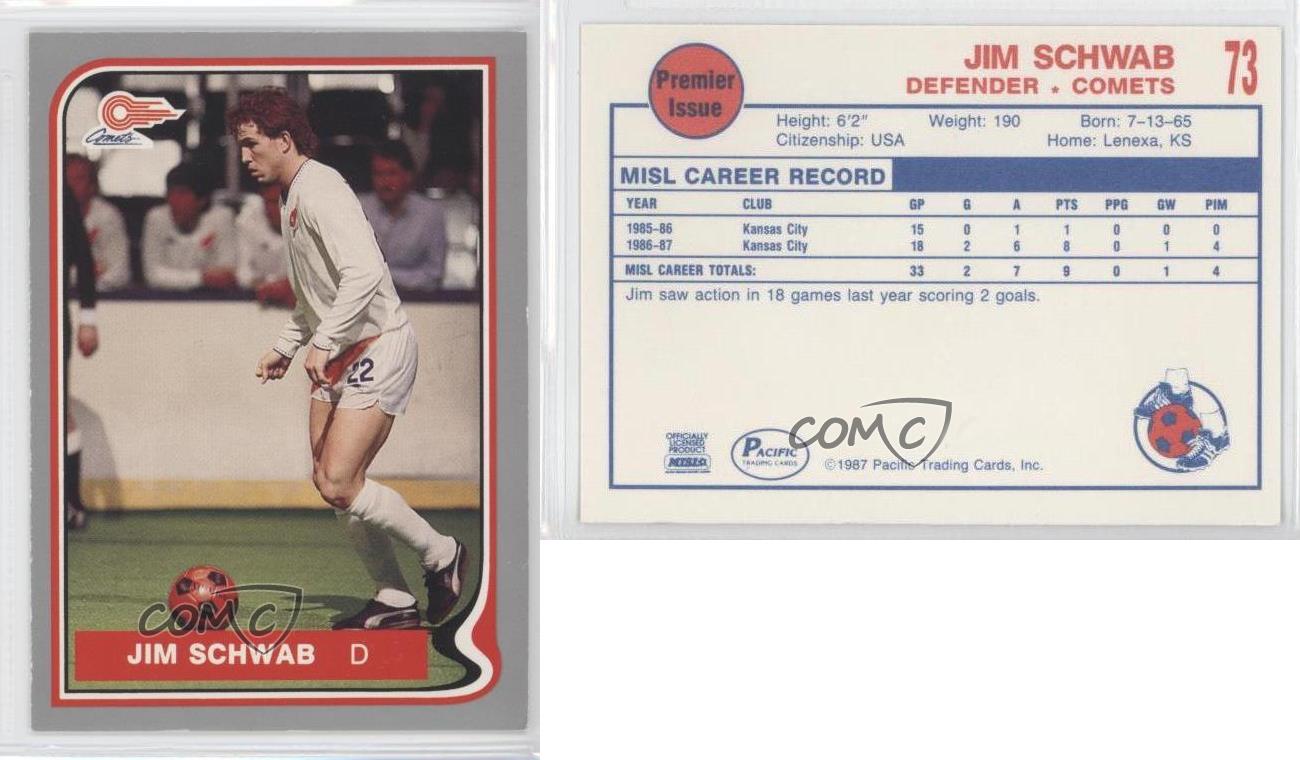 Comets
22
COMC
JIM SCHWAB D
Premier
Issue
JIM SCHWAB
73
DEFENDER ★ COMETS
Height: 6'2" Weight: 190 Born: 7–13–65
Citizenship: USA Home: Lenexa, KS
MISL CAREER RECORD
YEAR CLUB GP G A PTS PPG GW PIM
1985-86 Kansas City 15 0 1 1 0 0 0
1986-87 Kansas City 18 2 6 8 0 1 4
MISL CAREER TOTALS: 33 2 7 9 0 1 4
Jim saw action in 18 games last year scoring 2 goals.
OFFICIALLY
LICENSED
PRODUCT
MISL
PACIFIC
TRADING CARDS
COMC
©1987 Pacific Trading Cards, Inc.